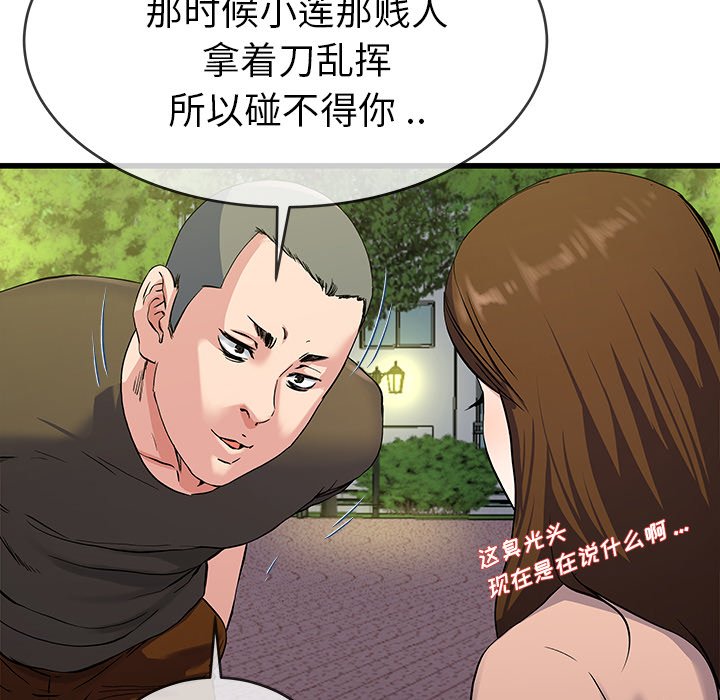 那时候小莲那贱人
拿着刀乱挥
所以碰不得你 ..
这臭光头
现在是在说什么啊 ...